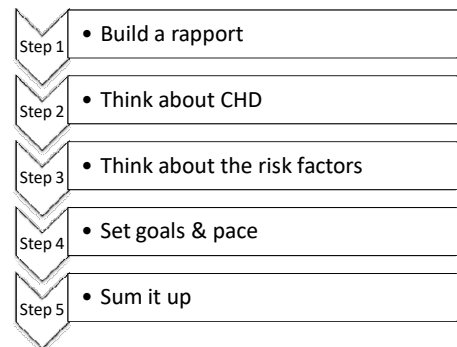 Step 1
• Build a rapport
Step 2
• Think about CHD
Step 3
• Think about the risk factors
Step 4
• Set goals & pace
Step 5
• Sum it up